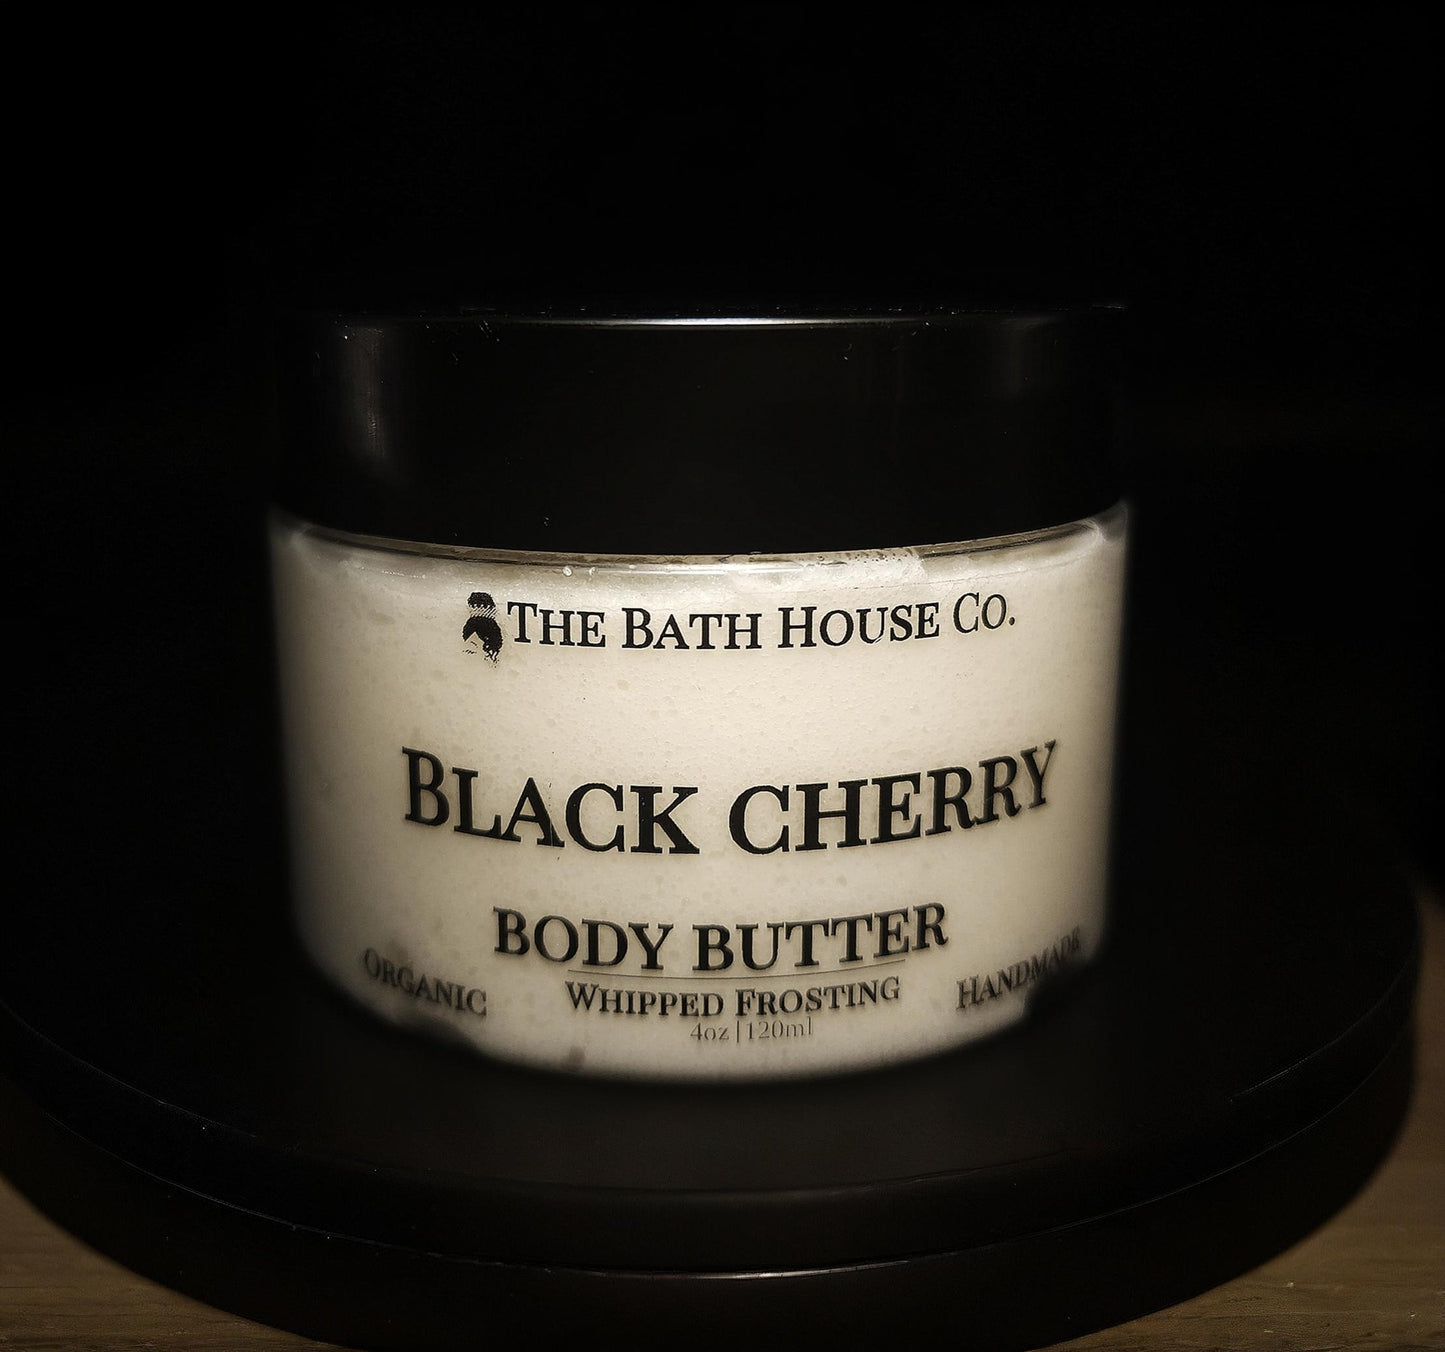 THE BATH HOUSE CO.
BLACK CHERRY
BODY BUTTER
ORGANIC
WHIPPED FROSTING
HANDMADE
4oz|120ml